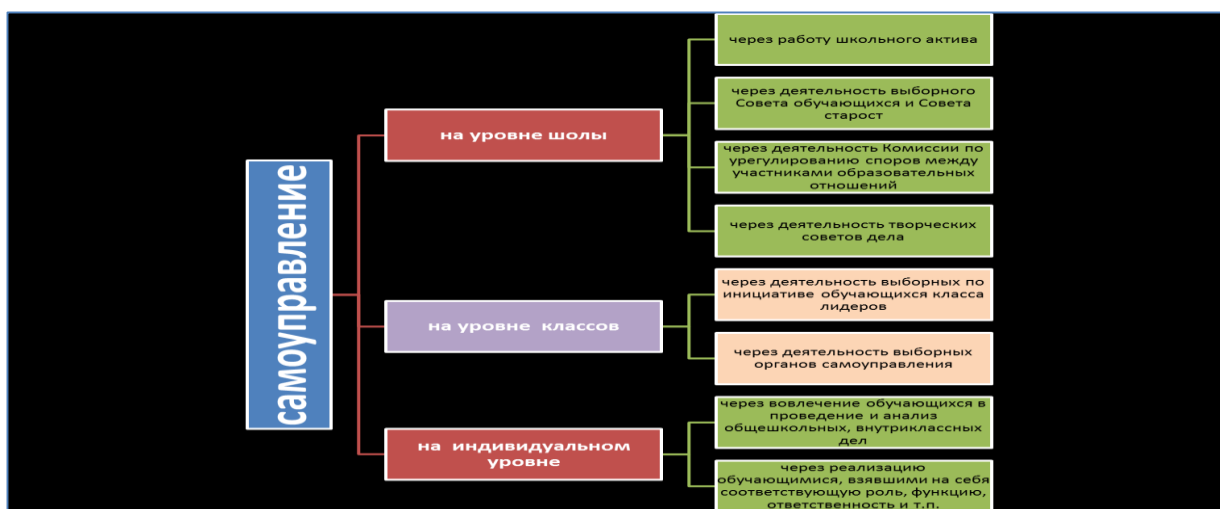 самоуправление
на уровне шолы
через работу школьного актива
через деятельность выборного
Совета обучающихся и Совета
старост
через деятельность Комиссии по
урегулированию споров между
участниками образовательных
отношений
через деятельность творческих
советов дела
на уровне классов
через деятельность выборных по
инициативе обучающихся класса
лидеров
через деятельность выборных
органов самоуправления
на индивидуальном
уровне
через вовлечение обучающихся в
проведение и анализ
общешкольных, внутриклассных
дел
через реализацию
обучающимися, взявшими на себя
соответствующую роль, функцию,
ответственность и т.п.